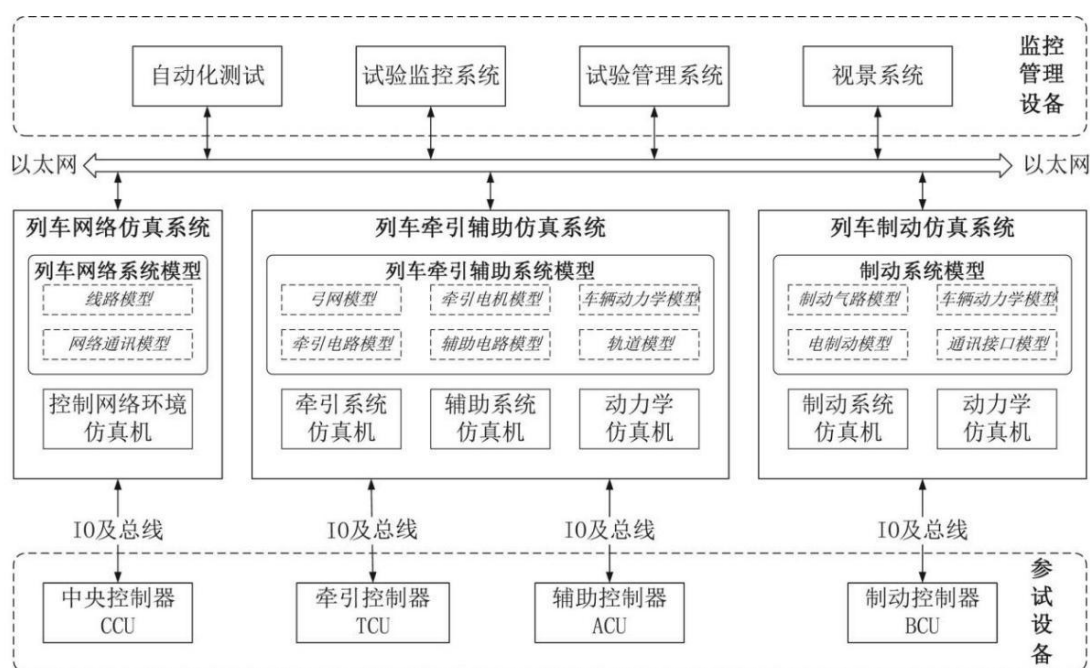 监控
管理
设备
自动化测试
试验监控系统
试验管理系统
视景系统
以太网
以太网
列车网络仿真系统
列车网络系统模型
线路模型
网络通讯模型
控制网络环境
仿真机
列车牵引辅助仿真系统
列车牵引辅助系统模型
弓网模型
牵引电机模型
车辆动力学模型
牵引电路模型
辅助电路模型
轨道模型
牵引系统
仿真机
辅助系统
仿真机
动力学
仿真机
列车制动仿真系统
制动系统模型
制动气路模型
车辆动力学模型
电制动模型
通讯接口模型
制动系统
仿真机
动力学
仿真机
IO及总线
IO及总线
IO及总线
IO及总线
中央控制器
CCU
牵引控制器
TCU
辅助控制器
ACU
制动控制器
BCU
参
试
设
备